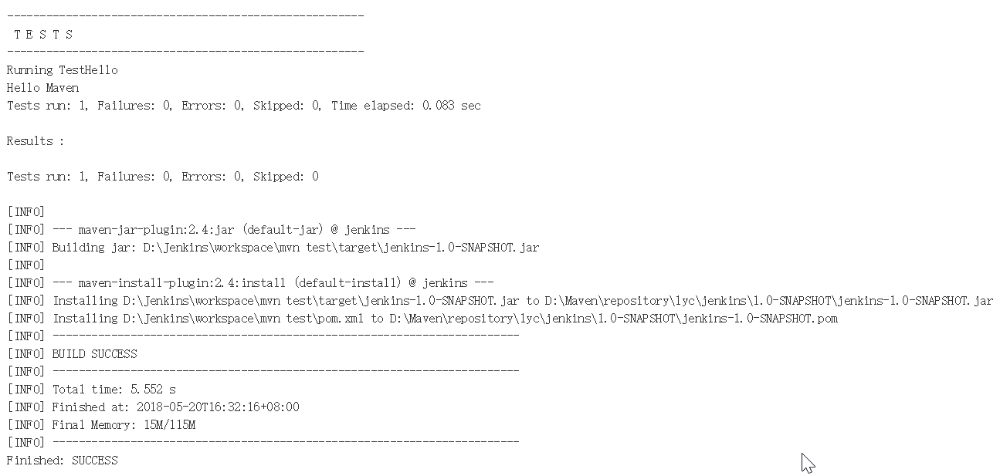 -------------------------------------------------------
 T E S T S
-------------------------------------------------------
Running TestHello
Hello Maven
Tests run: 1, Failures: 0, Errors: 0, Skipped: 0, Time elapsed: 0.083 sec
Results :
Tests run: 1, Failures: 0, Errors: 0, Skipped: 0
[INFO]
[INFO] --- maven-jar-plugin:2.4:jar (default-jar) @ jenkins ---
[INFO] Building jar: D:\Jenkins\workspace\mvn test\target\jenkins-1.0-SNAPSHOT.jar
[INFO]
[INFO] --- maven-install-plugin:2.4:install (default-install) @ jenkins ---
[INFO] Installing D:\Jenkins\workspace\mvn test\target\jenkins-1.0-SNAPSHOT.jar to D:\Maven\repository\lyc\jenkins\1.0-SNAPSHOT\jenkins-1.0-SNAPSHOT.jar
[INFO] Installing D:\Jenkins\workspace\mvn test\pom.xml to D:\Maven\repository\lyc\jenkins\1.0-SNAPSHOT\jenkins-1.0-SNAPSHOT.pom
[INFO] ------------------------------------------------------------------------
[INFO] BUILD SUCCESS
[INFO] ------------------------------------------------------------------------
[INFO] Total time: 5.552 s
[INFO] Finished at: 2018-05-20T16:32:16+08:00
[INFO] Final Memory: 15M/115M
[INFO] ------------------------------------------------------------------------
Finished: SUCCESS